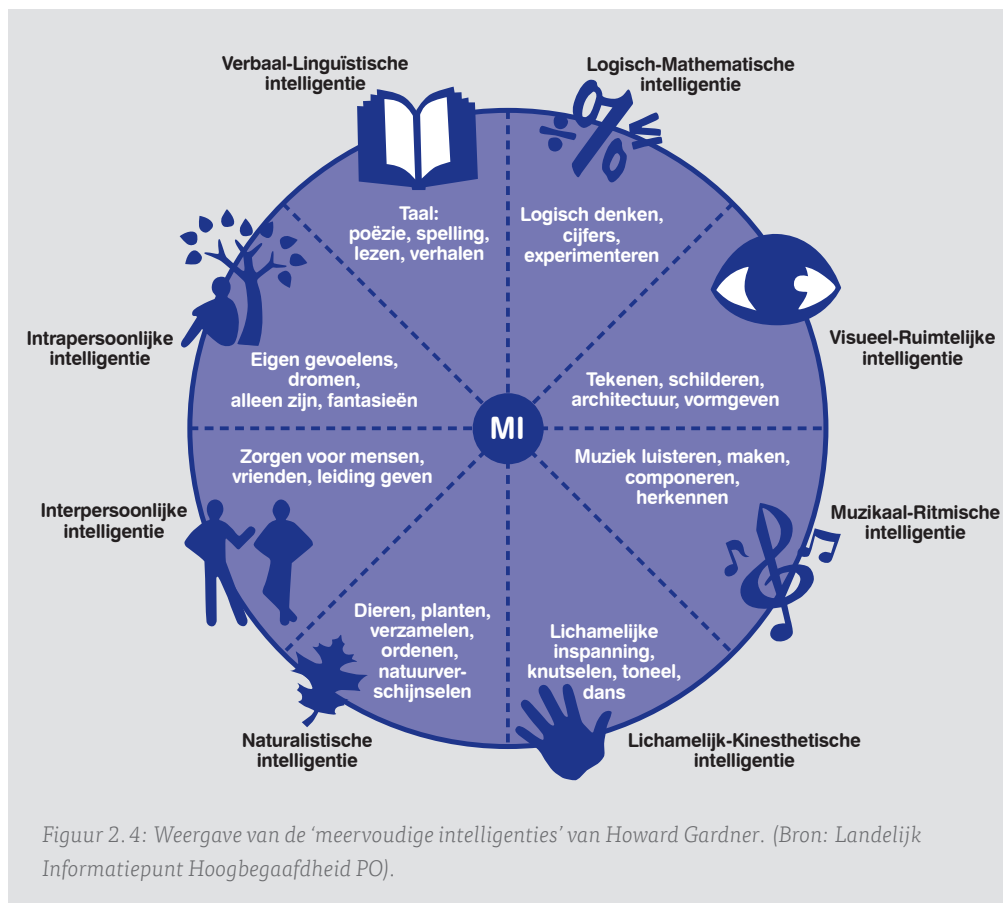 Verbaal-Linguïstische
intelligentie
Logisch-Mathematische
intelligentie
Taal:
poëzie, spelling,
lezen, verhalen
Logisch denken,
cijfers,
experimenteren
Intrapersoonlijke
intelligentie
Visueel-Ruimtelijke
intelligentie
Eigen gevoelens,
dromen,
alleen zijn, fantasieën
Tekenen, schilderen,
architectuur, vormgeven
MI
Zorgen voor mensen,
vrienden, leiding geven
Muziek luisteren, maken,
componeren,
herkennen
Interpersoonlijke
intelligentie
Muzikaal-Ritmische
intelligentie
Dieren, planten,
verzamelen,
ordenen,
natuurver-
schijnselen
Lichamelijke
inspanning,
knutselen, toneel,
dans
Naturalistische
intelligentie
Lichamelijk-Kinesthetische
intelligentie
Figuur 2.4: Weergave van de ‘meervoudige intelligenties’ van Howard Gardner. (Bron: Landelijk
Informatiepunt Hoogbegaafdheid PO).